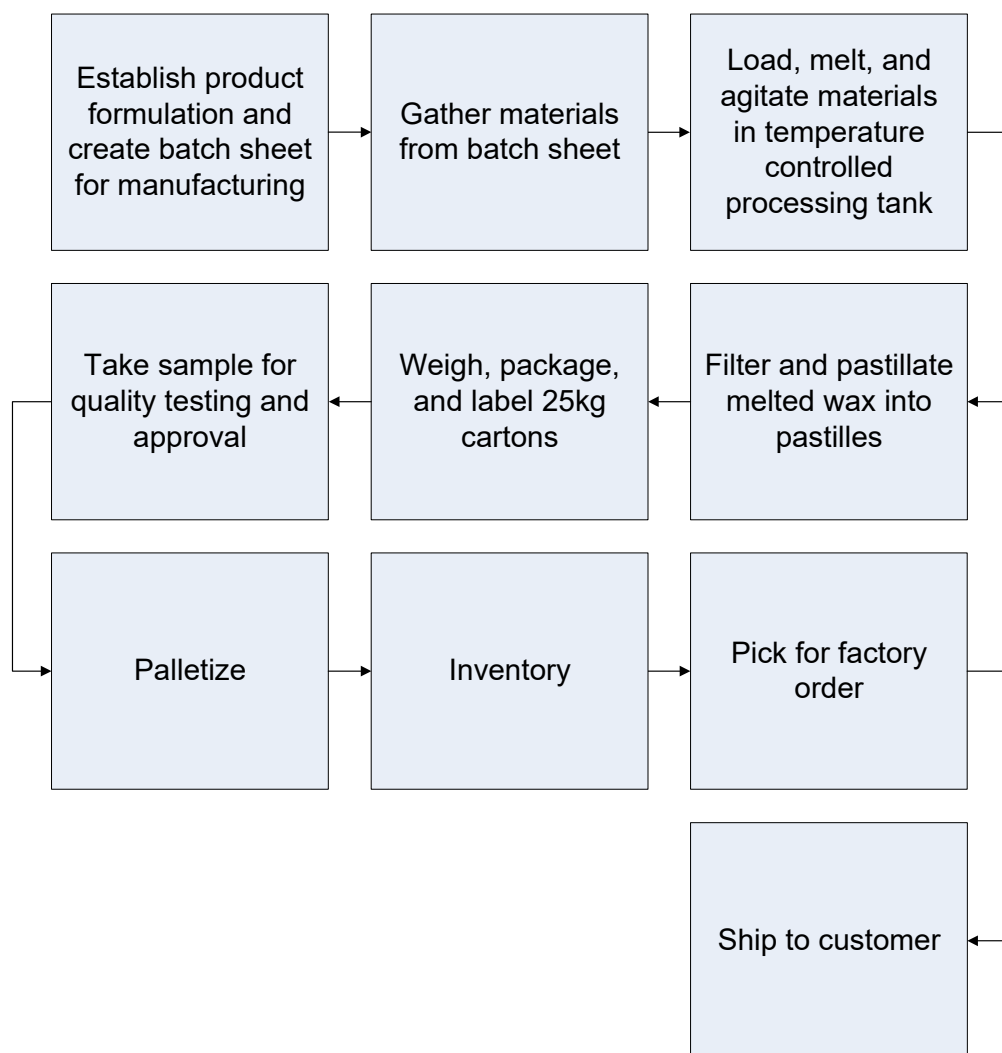 Establish product
formulation and
create batch sheet
for manufacturing
Gather materials
from batch sheet
Load, melt, and
agitate materials
in temperature
controlled
processing tank
Filter and pastillate
melted wax into
pastilles
Weigh, package,
and label 25kg
cartons
Take sample for
quality testing and
approval
Palletize
Inventory
Pick for factory
order
Ship to customer